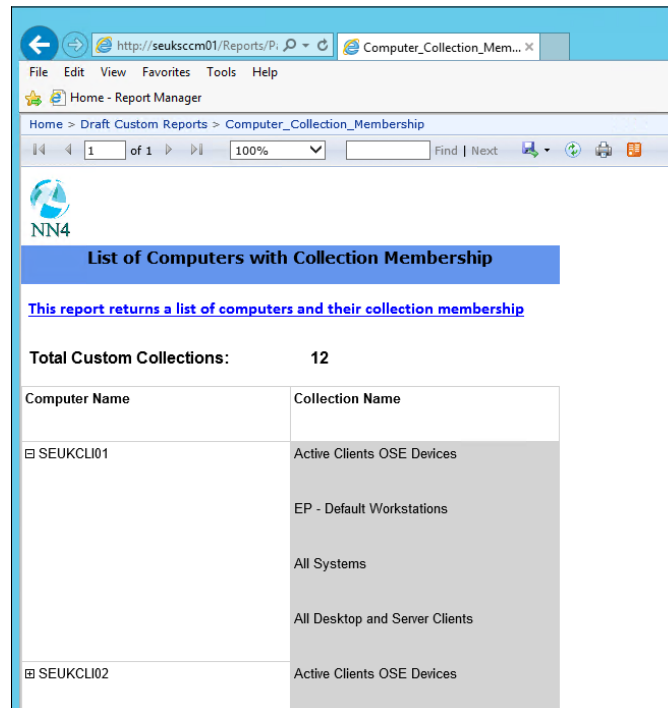 http://seuksccm01/Reports/P
Computer_Collection_Mem...
File Edit View Favorites Tools Help
Home - Report Manager
Home > Draft Custom Reports > Computer_Collection_Membership
1 of 1 100% Find | Next
NN4
List of Computers with Collection Membership
This report returns a list of computers and their collection membership
Total Custom Collections: 12
Computer Name Collection Name
SEUKCLI01 Active Clients OSE Devices
EP - Default Workstations
All Systems
All Desktop and Server Clients
SEUKCLI02 Active Clients OSE Devices